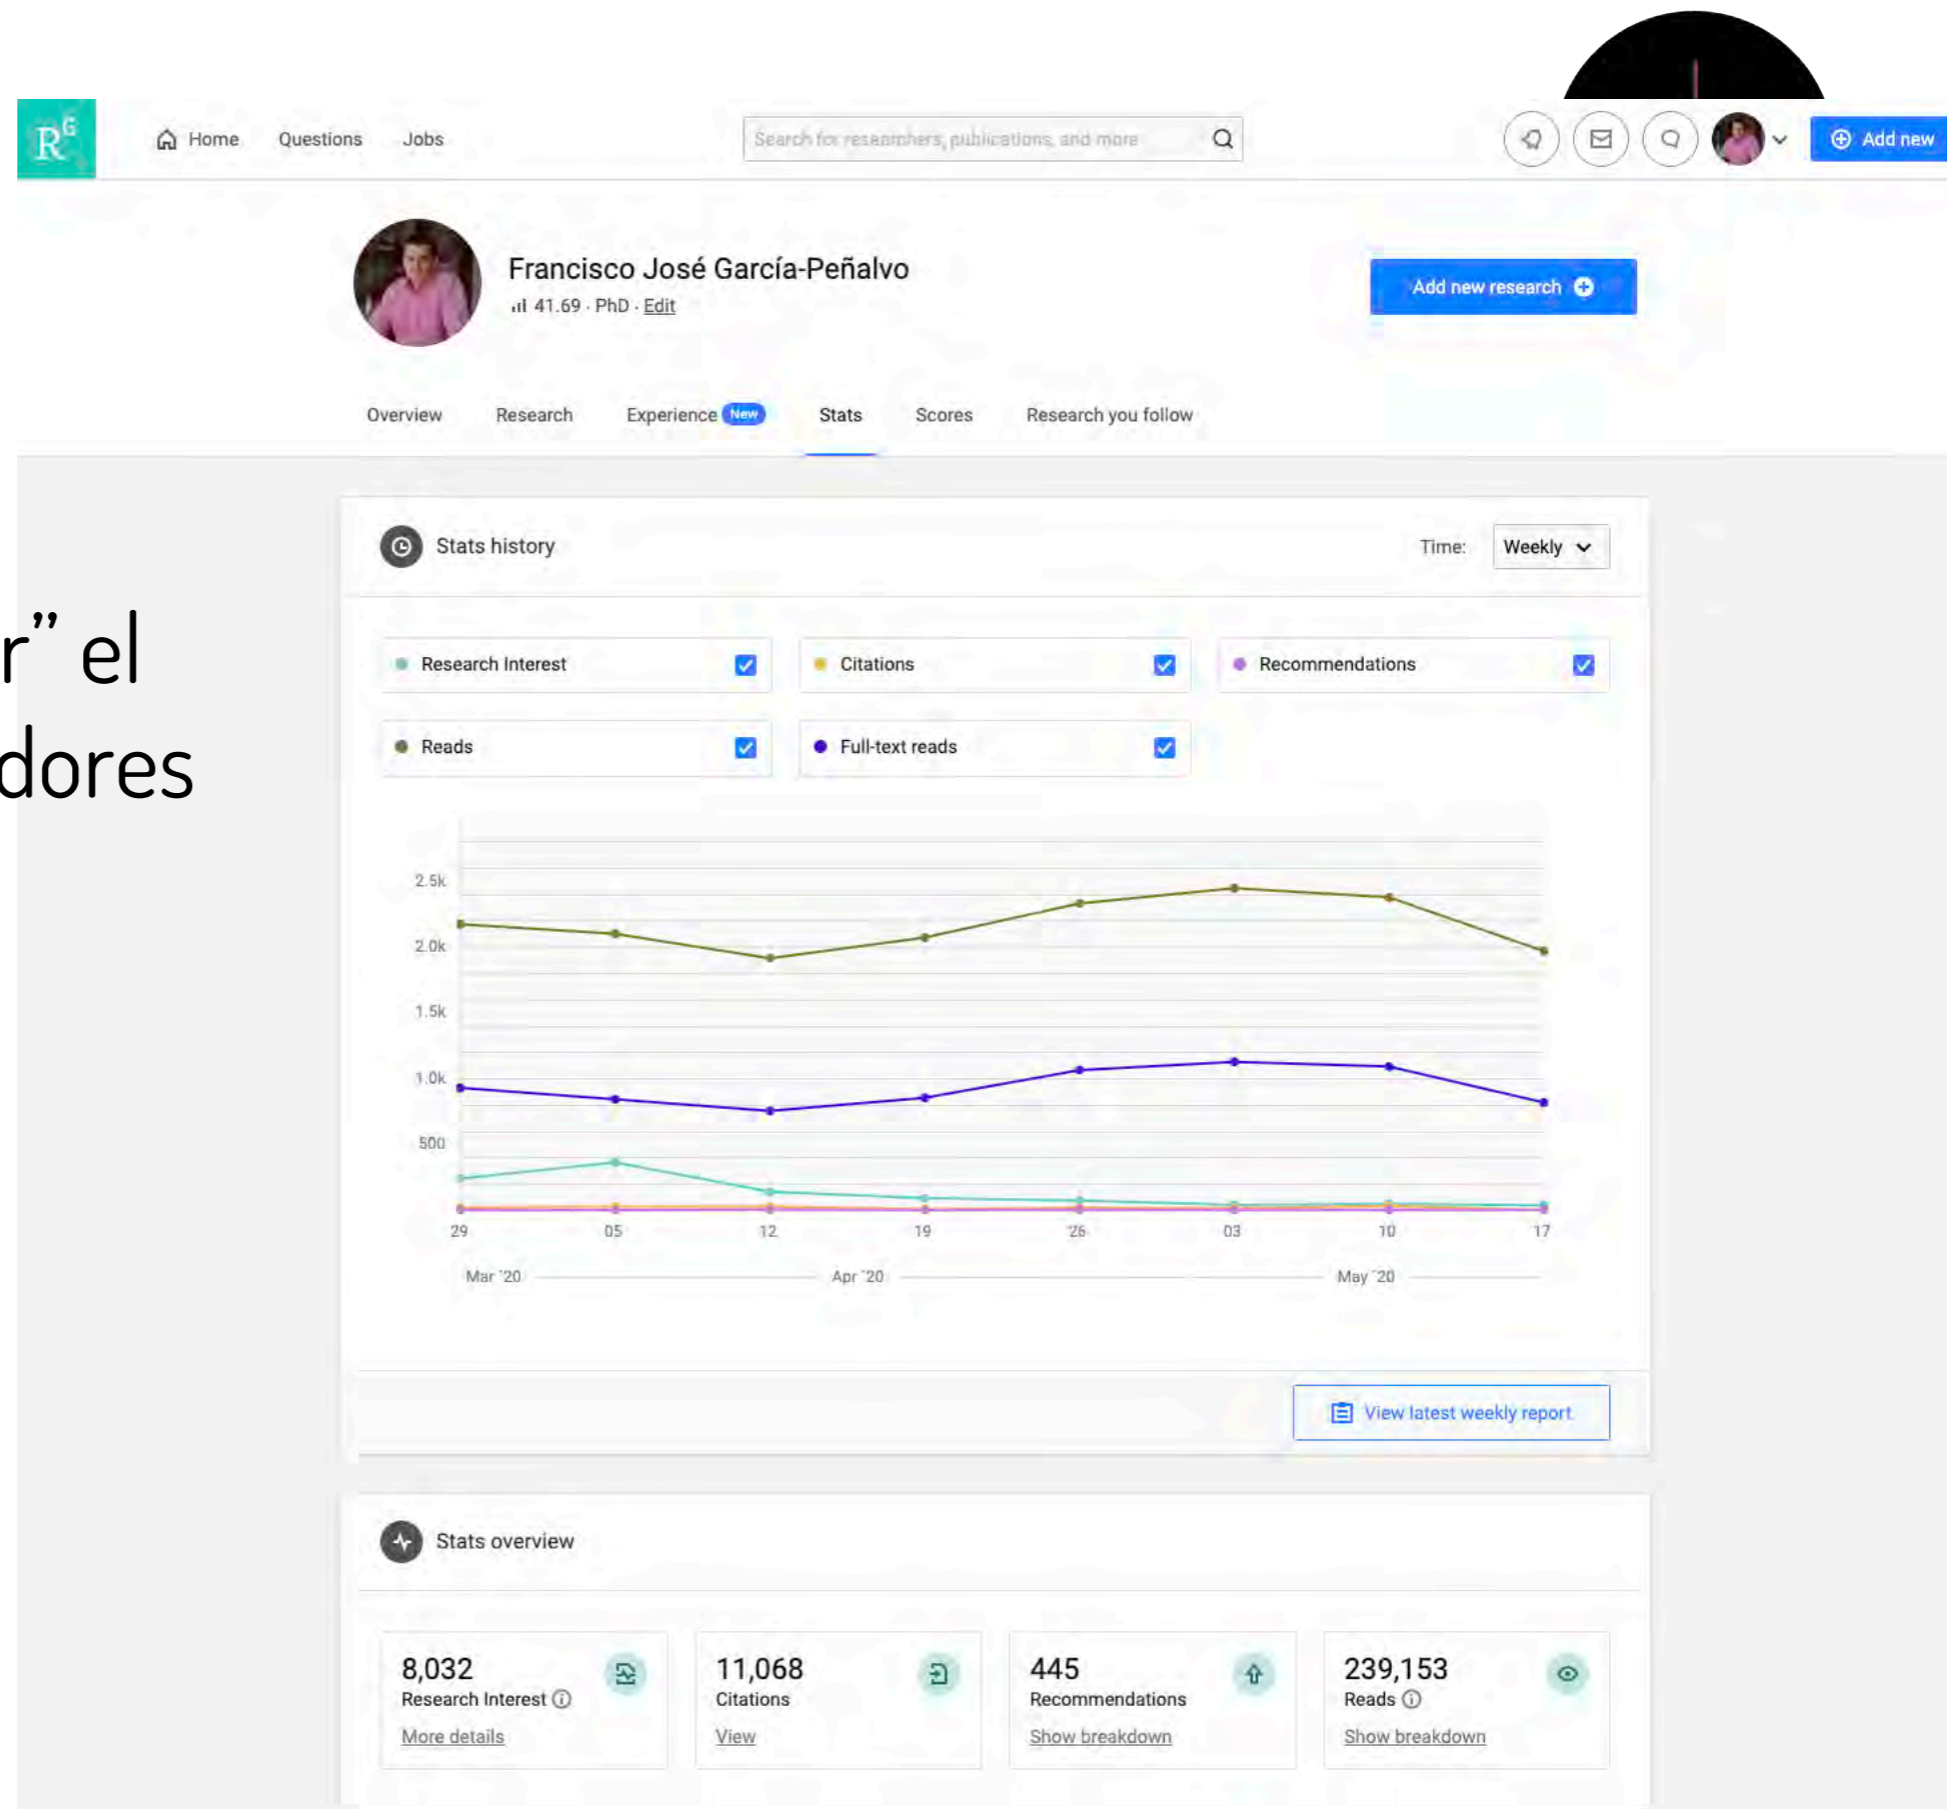 RG Home Questions Jobs Search for researchers, publications, and more Add new
Francisco José García-Peñalvo
41.69 · PhD · Edit
Add new research
Overview Research Experience New Stats Scores Research you follow
Stats history Time: Weekly
r” el
dores
Research Interest Citations Recommendations
Reads Full-text reads
2.5k
2.0k
1.5k
1.0k
500
29 05 12 19 26 03 10 17
Mar ´20 Apr ´20 May ´20
View latest weekly report
Stats overview
8,032 11,068 445 239,153
Research Interest Citations Recommendations Reads
More details View Show breakdown Show breakdown